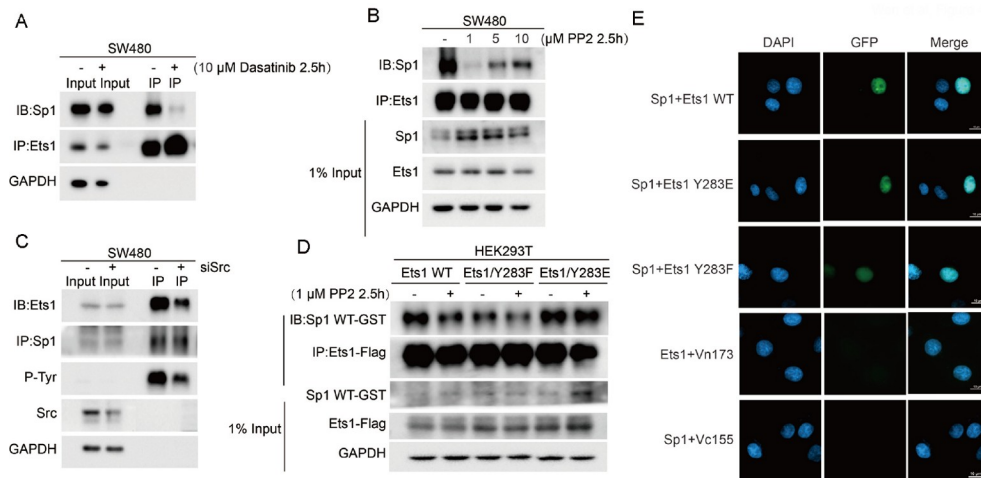 A
SW480
- + - + (10 µM Dasatinib 2.5h)
Input Input IP IP
IB:Sp1
IP:Ets1
GAPDH
B
SW480
- 1 5 10 (µM PP2 2.5h)
IB:Sp1
IP:Ets1
Sp1
1% Input
Ets1
GAPDH
C
SW480
- + - + siSrc
Input Input IP IP
IB:Ets1
IP:Sp1
P-Tyr
Src
GAPDH
D
HEK293T
Ets1 WT Ets1/Y283F Ets1/Y283E
(1 µM PP2 2.5h) - + - + - +
IB:Sp1 WT-GST
IP:Ets1-Flag
Sp1 WT-GST
1% Input
Ets1-Flag
GAPDH
E
DAPI GFP Merge
Sp1+Ets1 WT
Sp1+Ets1 Y283E
Sp1+Ets1 Y283F
Ets1+Vn173
Sp1+Vc155